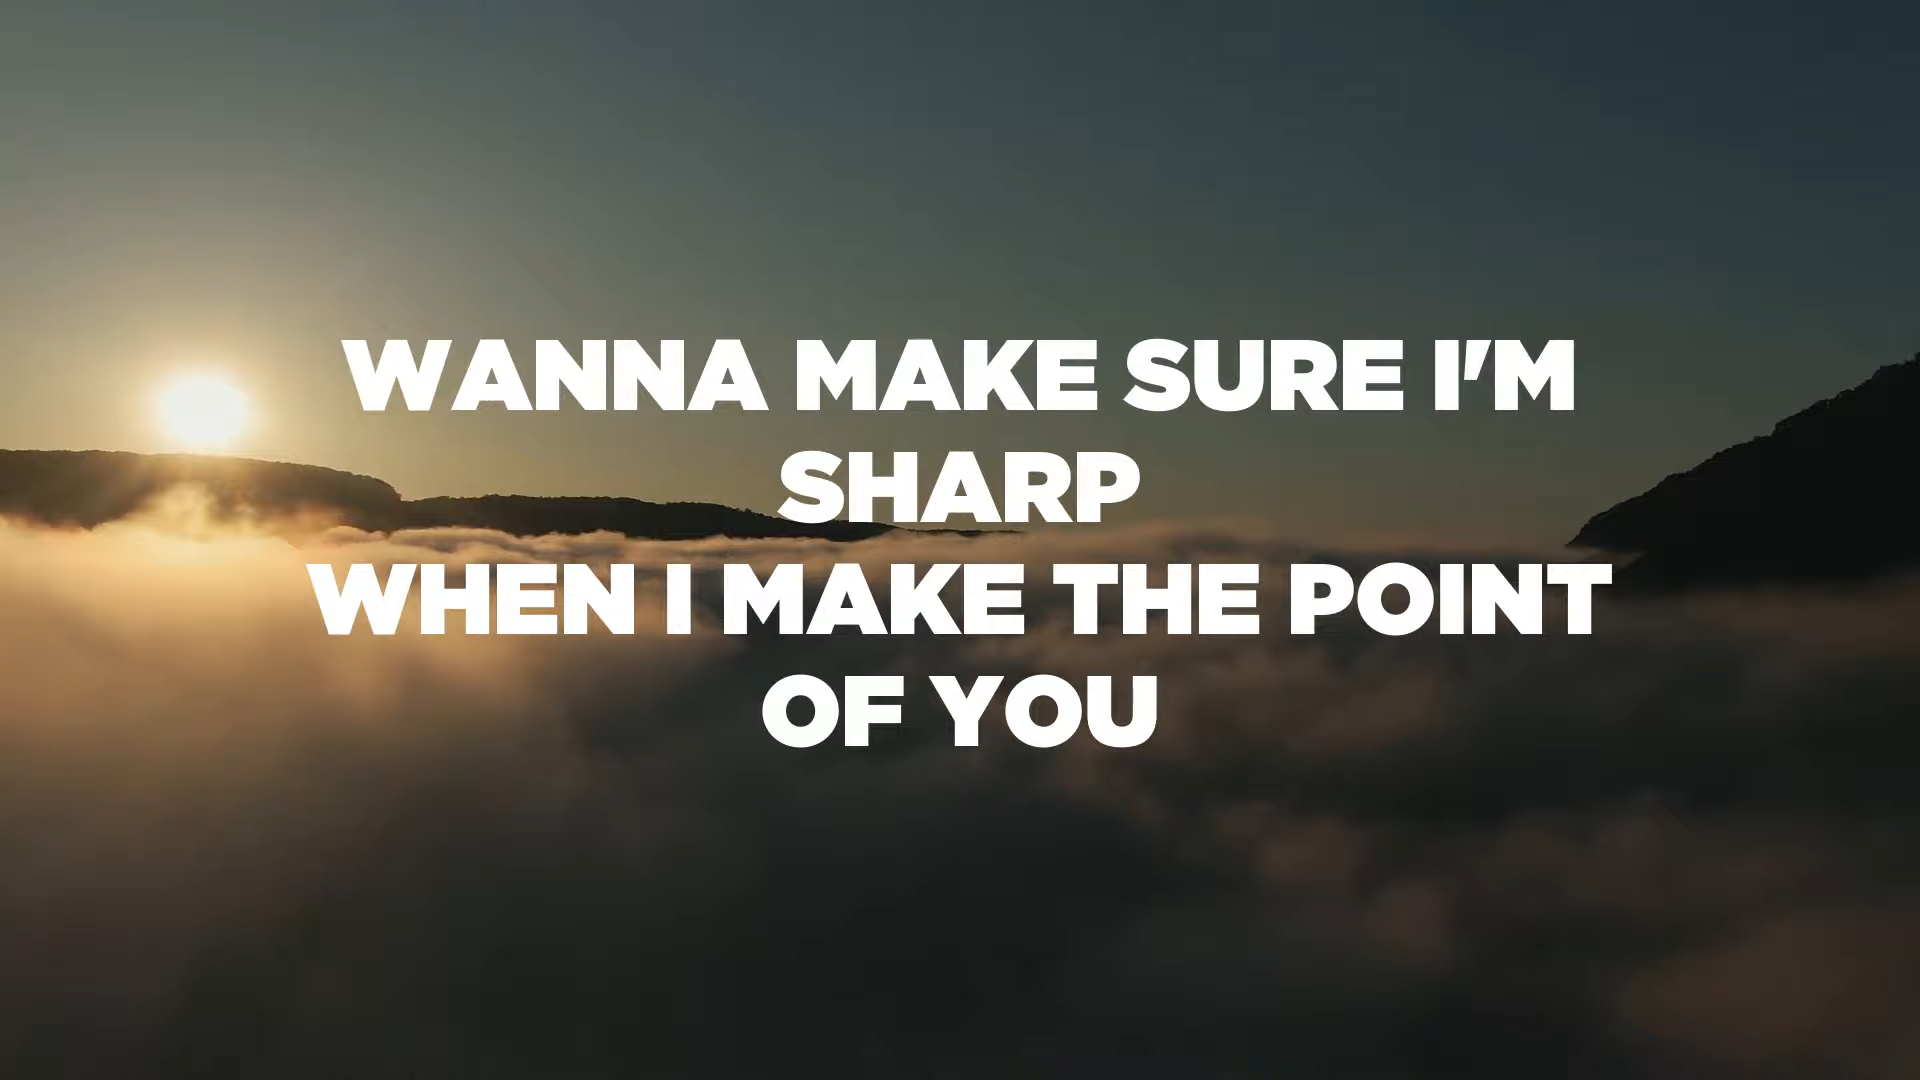 WANNA MAKE SURE I'M
SHARP
WHEN I MAKE THE POINT
OF YOU